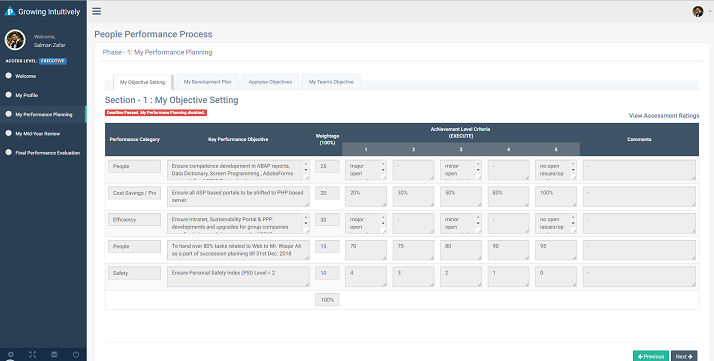 Growing Intuitively
Welcome,
Salman Zafar
ACCESS LEVEL: EXECUTIVE
Welcome
My Profile
My Performance Planning
My Mid-Year Review
Final Performance Evaluation
People Performance Process
Phase - 1: My Performance Planning
My Objective Setting My Development Plan Appraise Objectives My Team's Objective
Section - 1 : My Objective Setting
Deadline Passed. My Performane Planning disabled.
View Assessment Ratings
Performance Category Key Performance Objective Weightage (100%) Achievement Level Criteria (EXECUTE) Comments
1 2 3 4 5
People Ensure competence development in ABAP reports, 25 major - minor - no open -
Data Dictionary, Screen Programming , AdobeForms open open issues/op
Cost Savings / Pro Ensure all ASP based portals to be shifted to PHP based 20 20% 30% 50% 80% 100% -
server.
Efficiency Ensure Intranet, Sustainability Portal & PPP 30 major - minor - no open -
developments and upgrades for group companies open open issues/op
People To hand over 80% tasks related to Web to Mr. Waqar Ali 15 70 75 80 90 95 -
as a part of succession planning till 31st Dec. 2018
Safety Ensure Personal Safety Index (PSI) Level = 2 10 4 3 2 1 0 -
100%
Previous Next